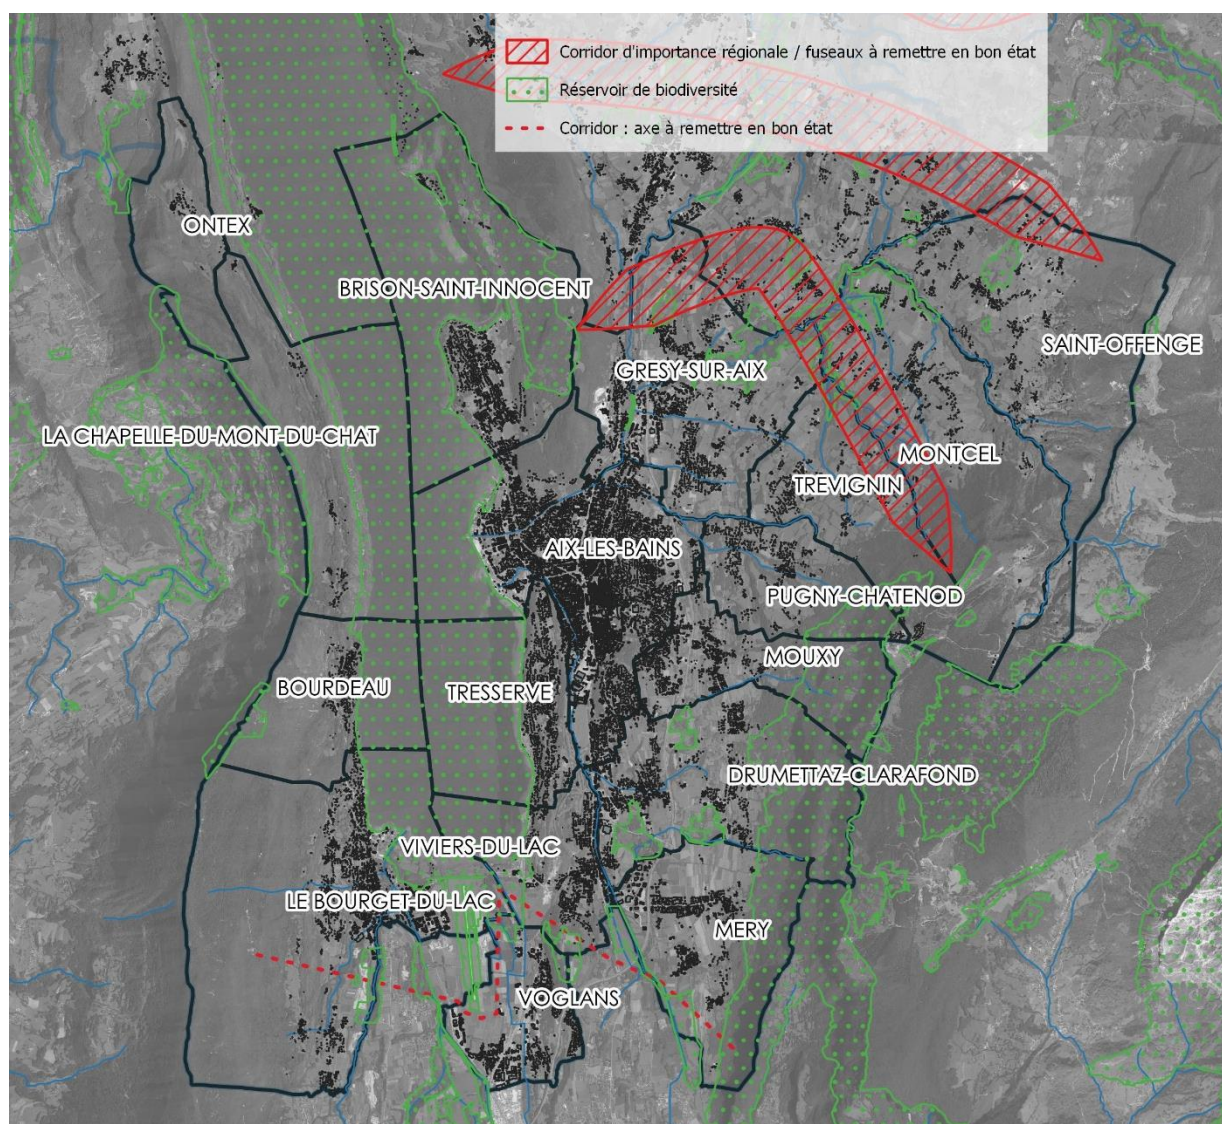 Corridor d'importance régionale / fuseaux à remettre en bon état
Réservoir de biodiversité
Corridor : axe à remettre en bon état
ONTEX
BRISON-SAINT-INNOCENT
SAINT-OFFENGE
GRESY-SUR-AIX
LA CHAPELLE-DU-MONT-DU-CHAT
MONTCEL
TREVIGNIN
AIX-LES-BAINS
PUGNY-CHATENOD
MOUXY
BOURDEAU
TRESSERVE
DRUMETTAZ-CLARAFOND
VIVIERS-DU-LAC
LE BOURGET-DU-LAC
MERY
VOGLANS